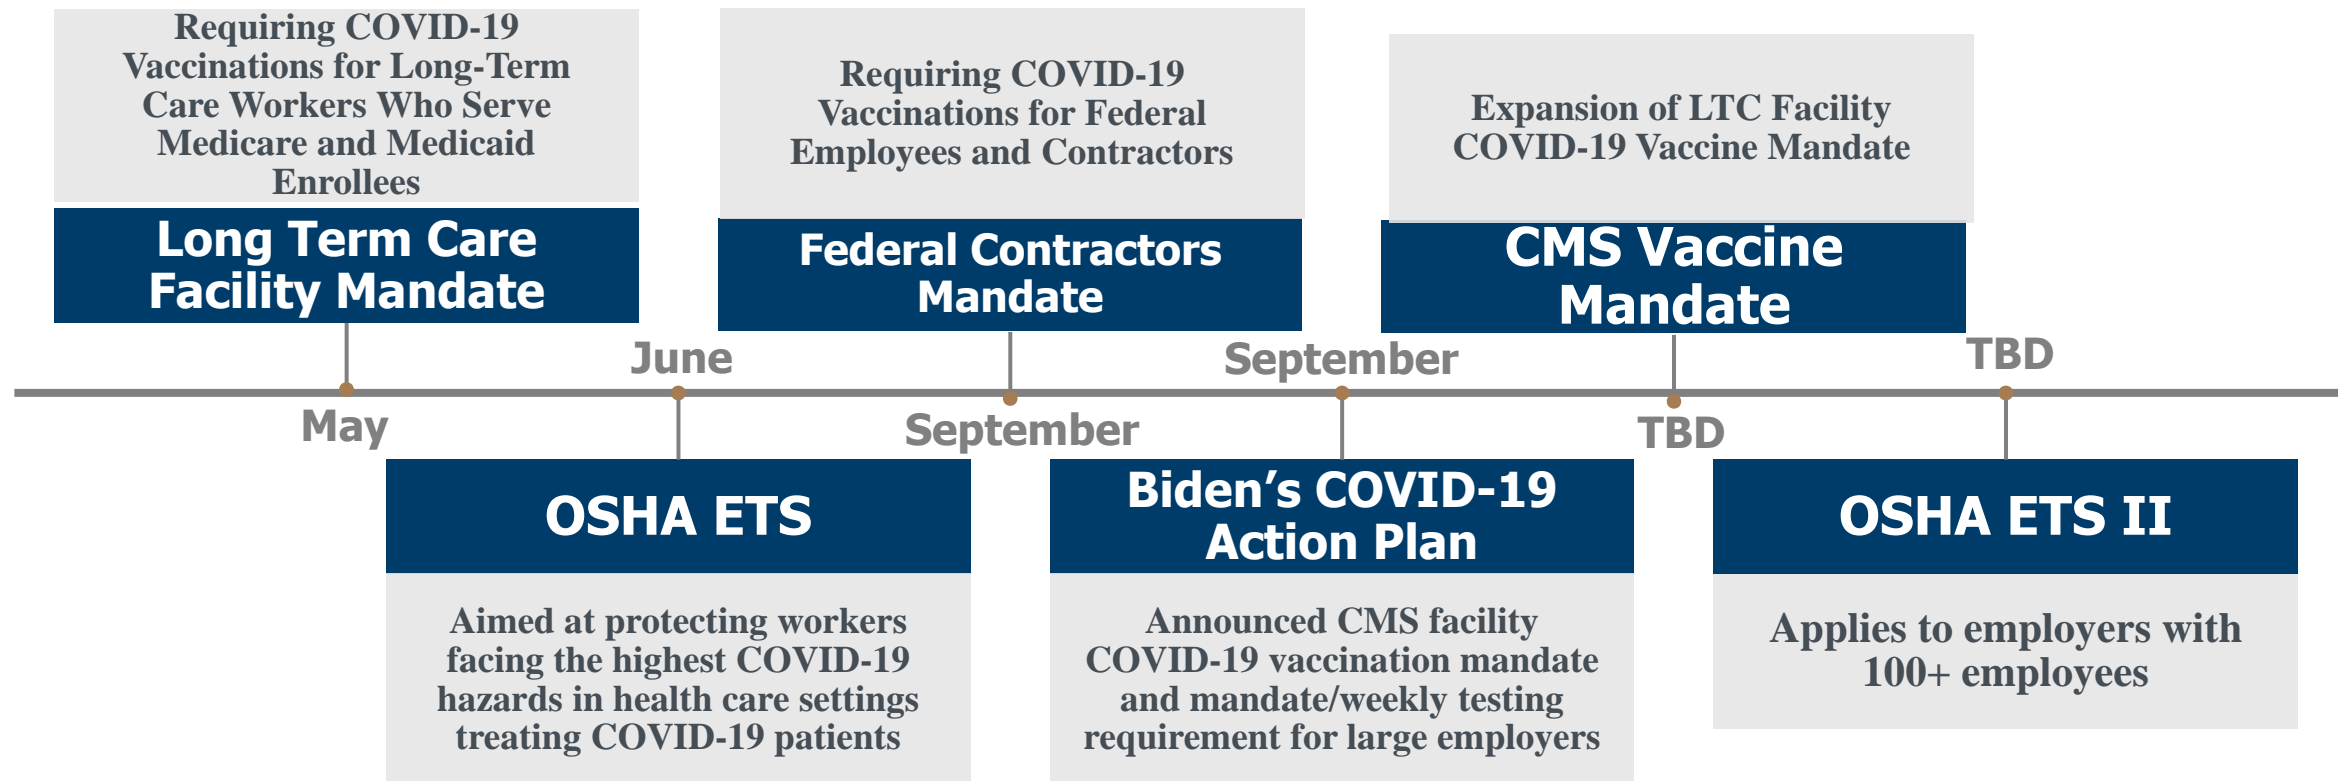 Requiring COVID-19
Vaccinations for Long-Term
Care Workers Who Serve
Medicare and Medicaid
Enrollees
Long Term Care
Facility Mandate
May
June
OSHA ETS
Aimed at protecting workers
facing the highest COVID-19
hazards in health care settings
treating COVID-19 patients
Requiring COVID-19
Vaccinations for Federal
Employees and Contractors
Federal Contractors
Mandate
September
September
Biden’s COVID-19
Action Plan
Announced CMS facility
COVID-19 vaccination mandate
and mandate/weekly testing
requirement for large employers
Expansion of LTC Facility
COVID-19 Vaccine Mandate
CMS Vaccine
Mandate
TBD
TBD
OSHA ETS II
Applies to employers with
100+ employees